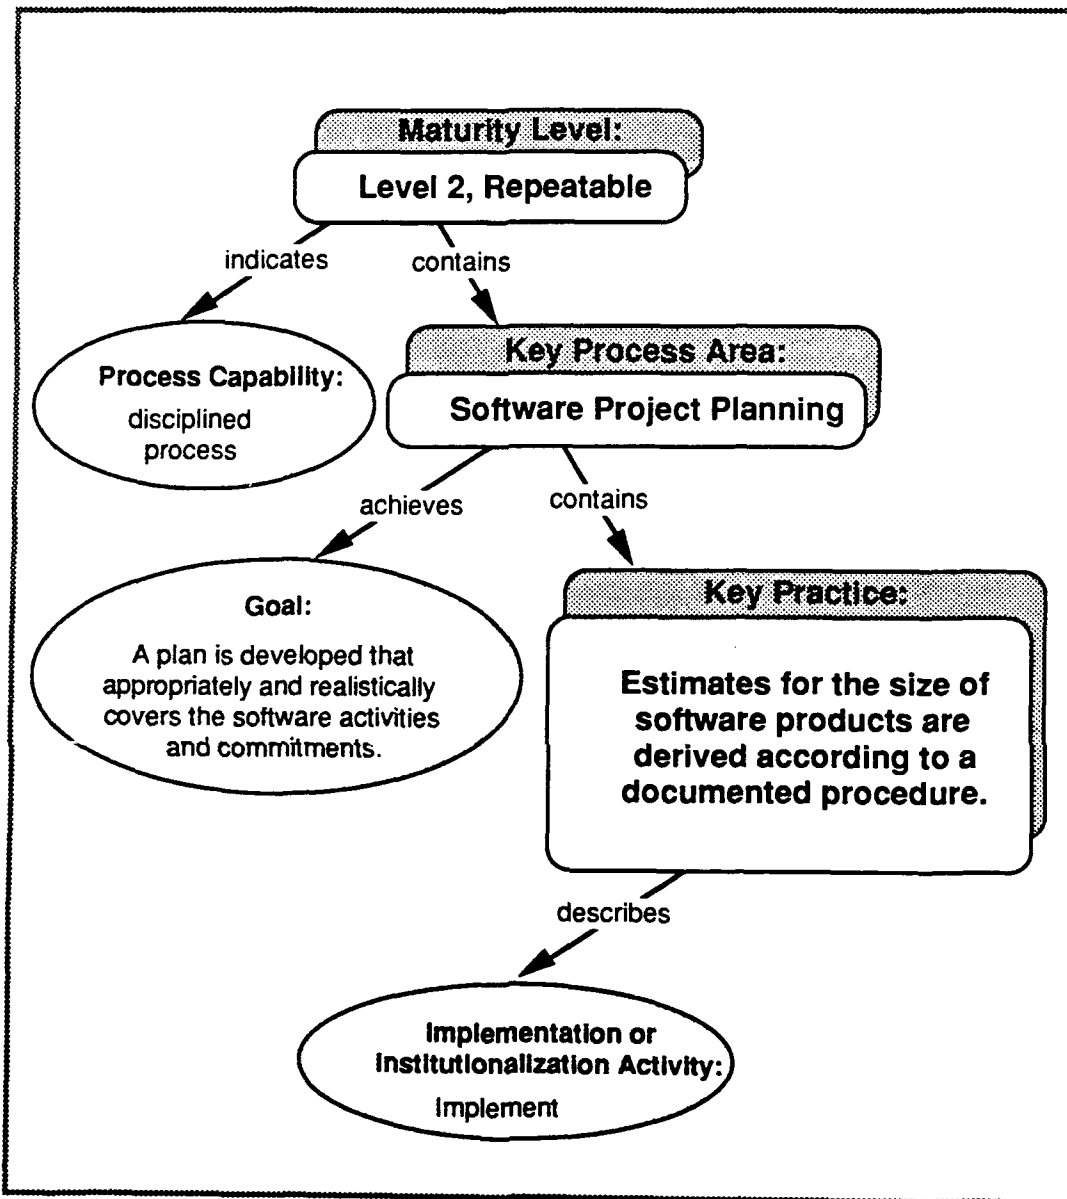 Maturity Level:
Level 2, Repeatable
indicates
contains
Process Capability:
disciplined
process
Key Process Area:
Software Project Planning
achieves
contains
Goal:
A plan is developed that
appropriately and realistically
covers the software activities
and commitments.
Key Practice:
Estimates for the size of
software products are
derived according to a
documented procedure.
describes
Implementation or
Institutionalization Activity:
Implement